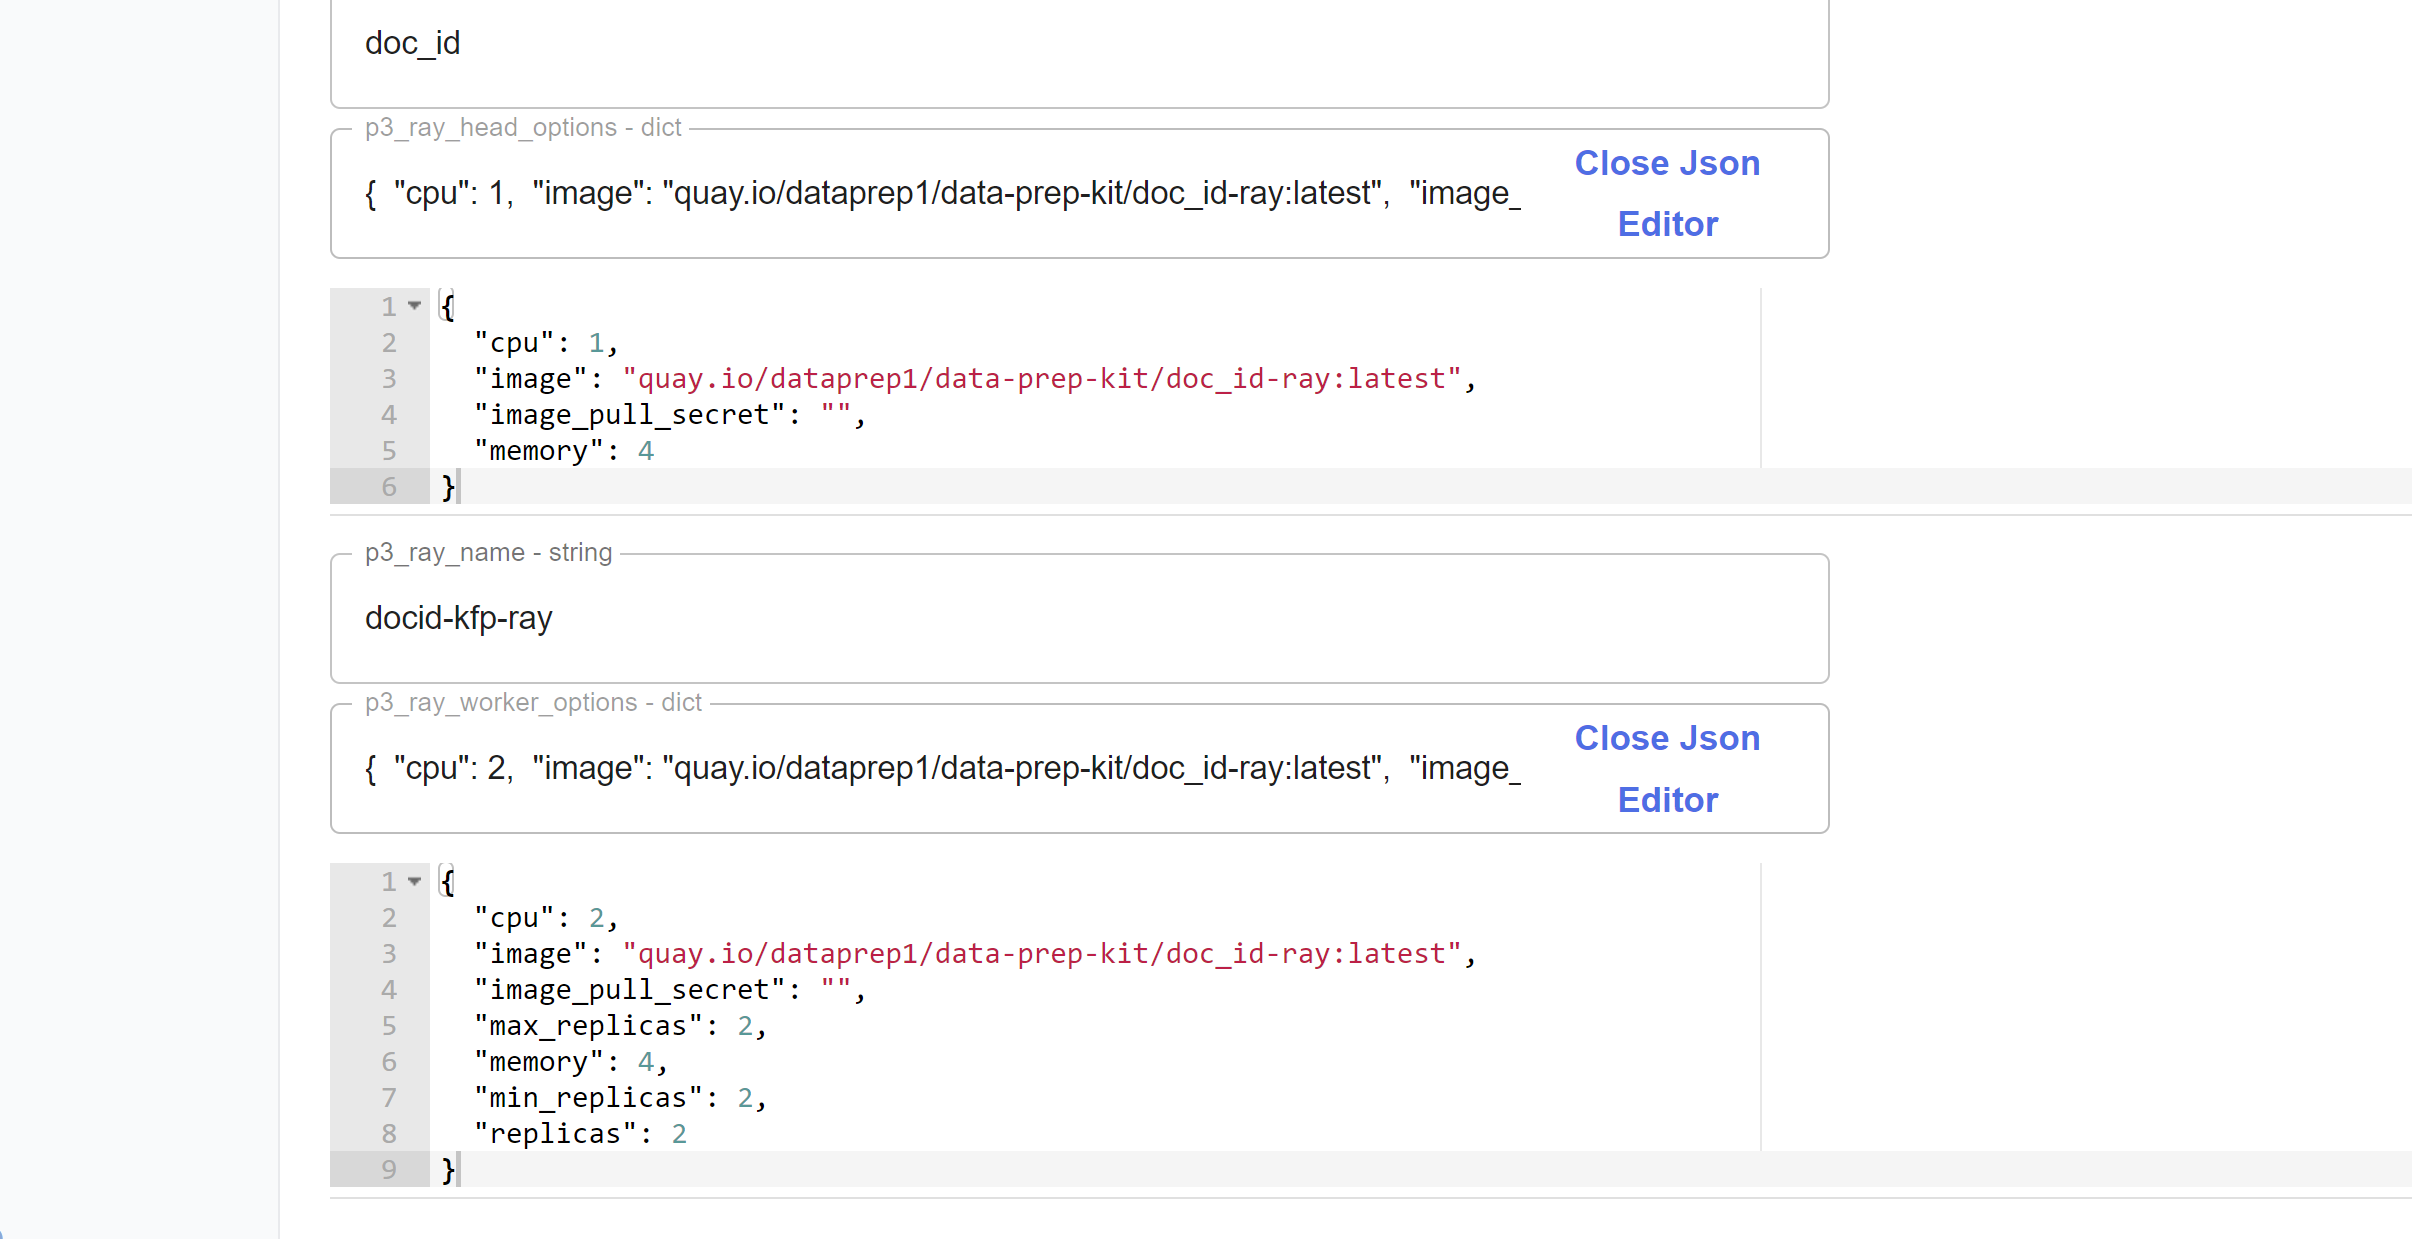 doc_id
p3_ray_head_options - dict
{ "cpu": 1, "image": "quay.io/dataprep1/data-prep-kit/doc_id-ray:latest", "image_
Close Json
Editor
1 {
2 "cpu": 1,
3 "image": "quay.io/dataprep1/data-prep-kit/doc_id-ray:latest",
4 "image_pull_secret": "",
5 "memory": 4
6 }
p3_ray_name - string
docid-kfp-ray
p3_ray_worker_options - dict
{ "cpu": 2, "image": "quay.io/dataprep1/data-prep-kit/doc_id-ray:latest", "image_
Close Json
Editor
1 {
2 "cpu": 2,
3 "image": "quay.io/dataprep1/data-prep-kit/doc_id-ray:latest",
4 "image_pull_secret": "",
5 "max_replicas": 2,
6 "memory": 4,
7 "min_replicas": 2,
8 "replicas": 2
9 }